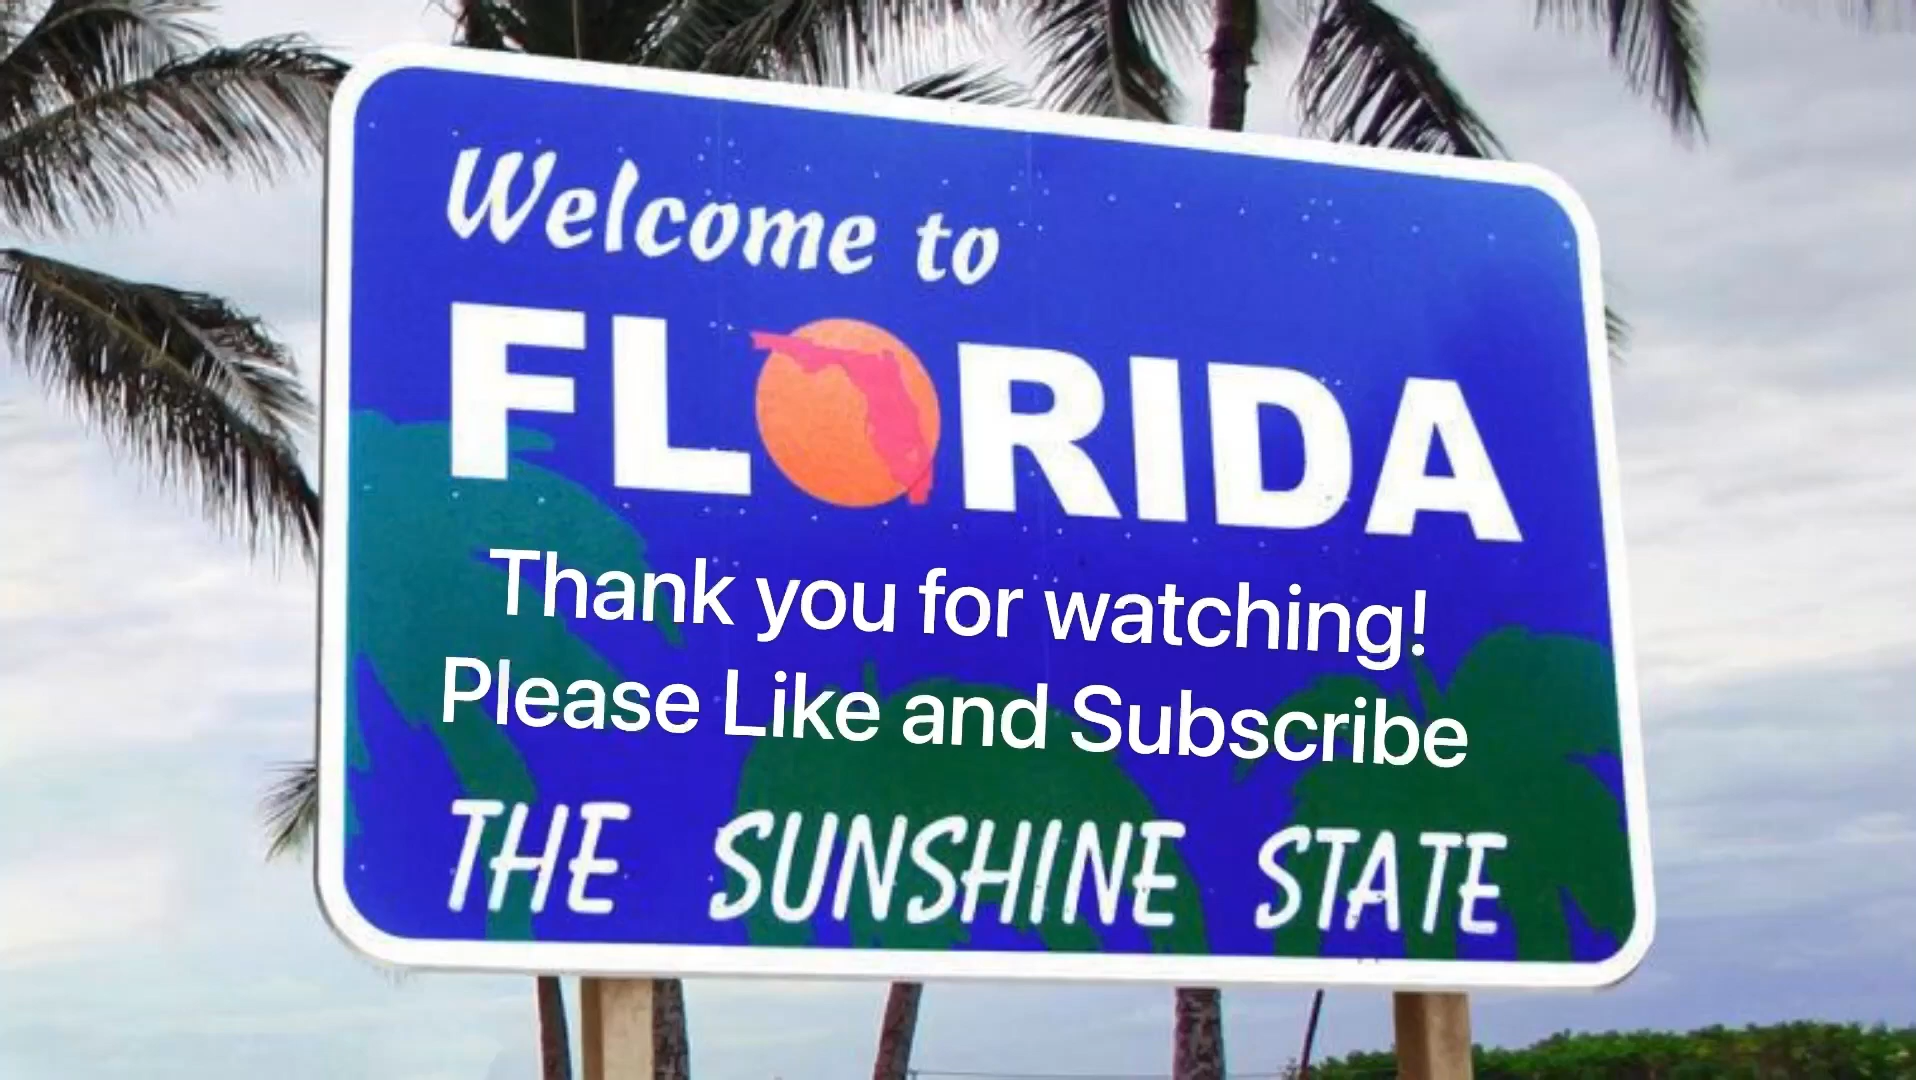 Welcome to
FLORIDA
Thank you for watching!
Please Like and Subscribe
THE SUNSHINE STATE